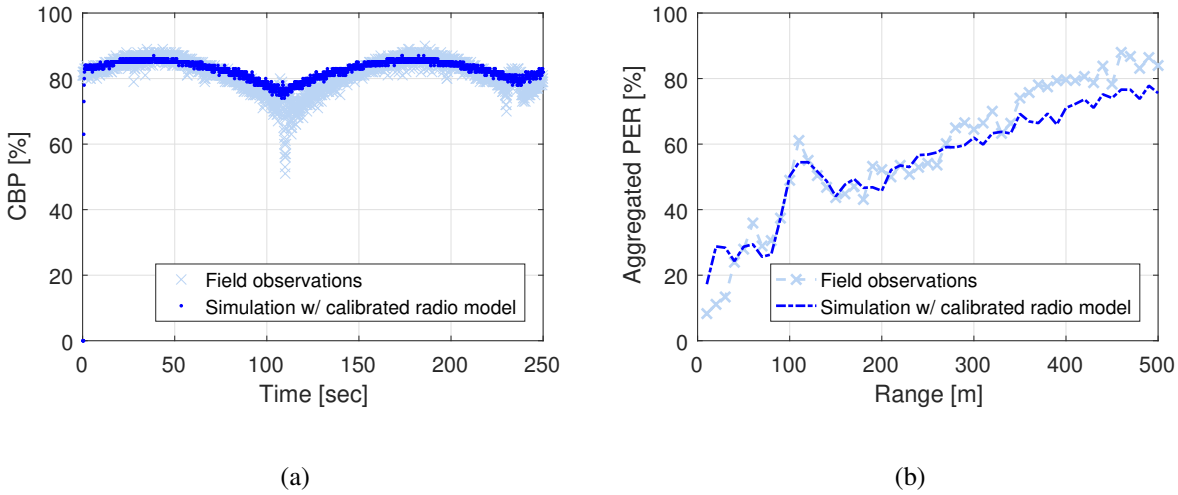 100
80
60
40
20
0
CBP [%]
Field observations
Simulation w/ calibrated radio model
0 50 100 150 200 250
Time [sec]
(a)
100
80
60
40
20
0
Aggregated PER [%]
Field observations
Simulation w/ calibrated radio model
0 100 200 300 400 500
Range [m]
(b)